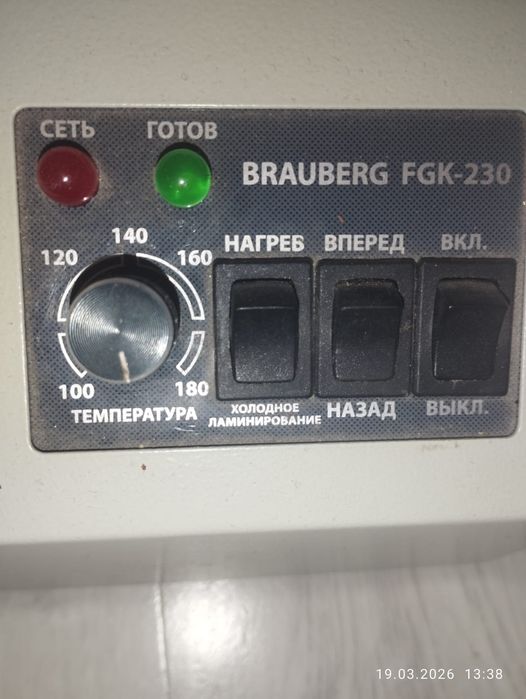 СЕТЬ ГОТОВ
BRAUBERG FGK-230
НАГРЕВ ВПЕРЕД ВКЛ.
140
120 160
100 180
ТЕМПЕРАТУРА
ХОЛОДНОЕ
ЛАМИНИРОВАНИЕ
НАЗАД ВЫКЛ.
19.03.2026 13:38